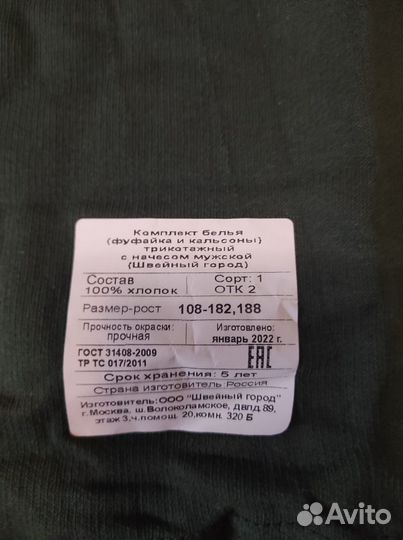 Комплект белья
(фуфайка и кальсоны)
трикотажный
с начесом мужской
(Швейный город)
Состав Сорт: 1
100% хлопок ОТК 2
Размер-рост 108-182,188
Прочность окраски: Изготовлено:
прочная январь 2022 г.
ГОСТ 31408-2009
ТР ТС 017/2011 ЕАС
Срок хранения: 5 лет
Страна изготовитель Россия
Изготовитель:ООО "Швейный город"
г.Москва, ш.Волоколамское, двлд.89,
этаж 3,ч.помощ. 20,комн. 320 Б
Avito